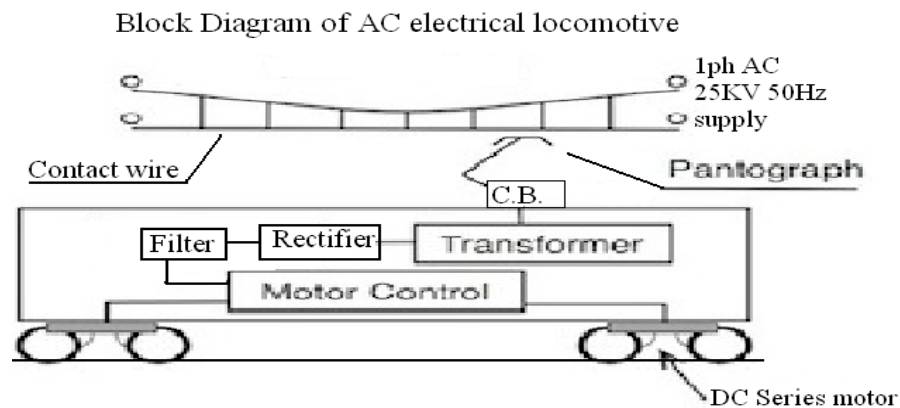 Block Diagram of AC electrical locomotive
1ph AC
25KV 50Hz
supply
Contact wire
Pantograph
C.B.
Filter
Rectifier
Transformer
Motor Control
DC Series motor